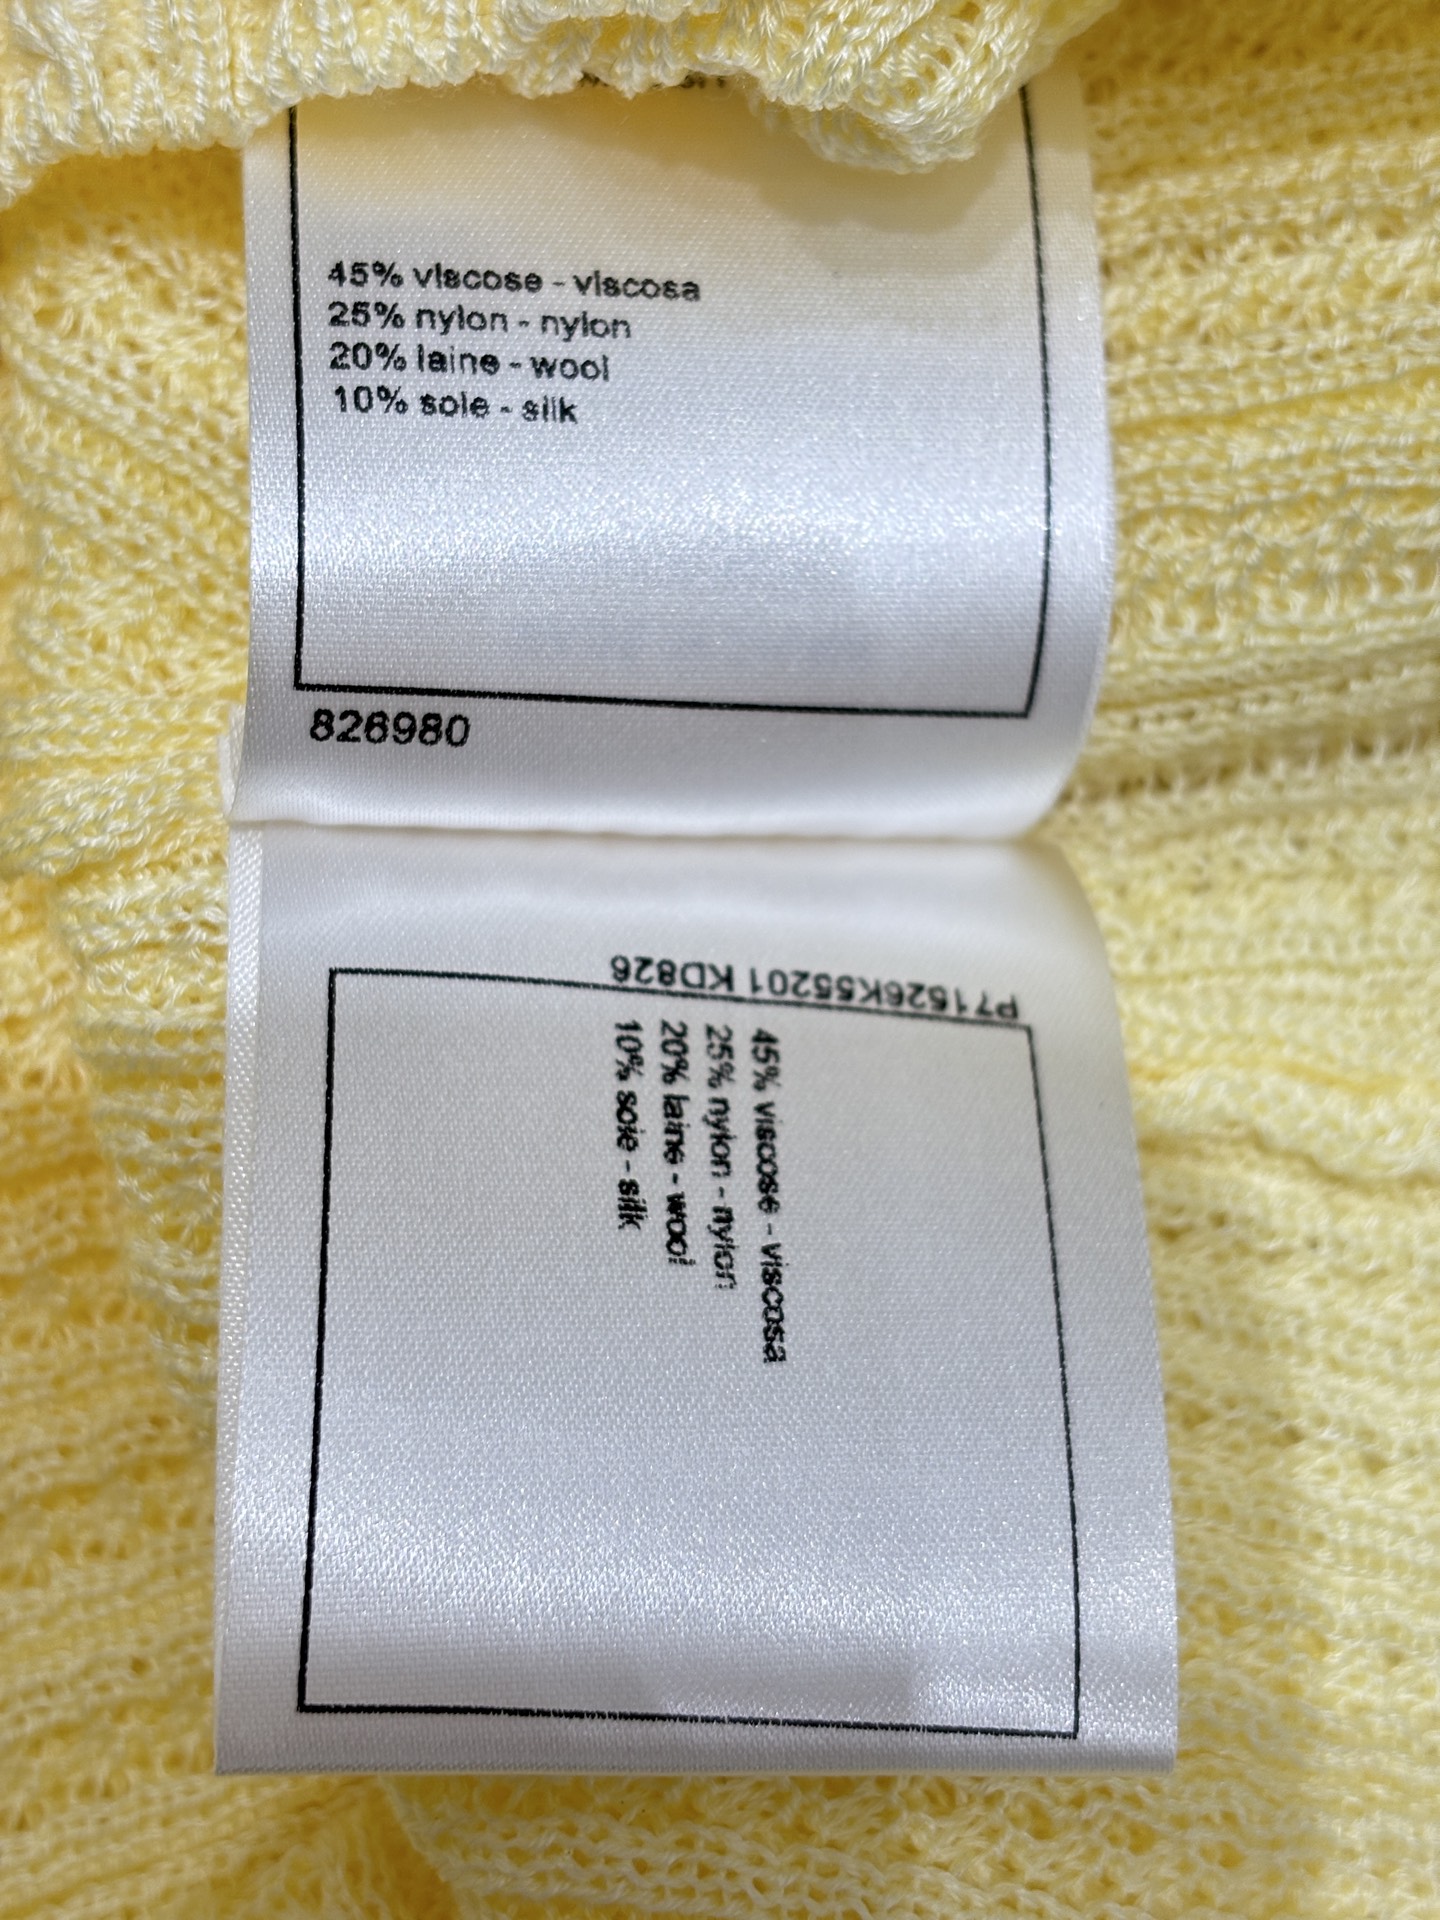 45% viscose - viscosa
25% nylon - nylon
20% laine - wool
10% soie - silk
826980
P71526K55201 KD826
45% viscose - viscosa
25% nylon - nylon
20% laine - wool
10% soie - silk